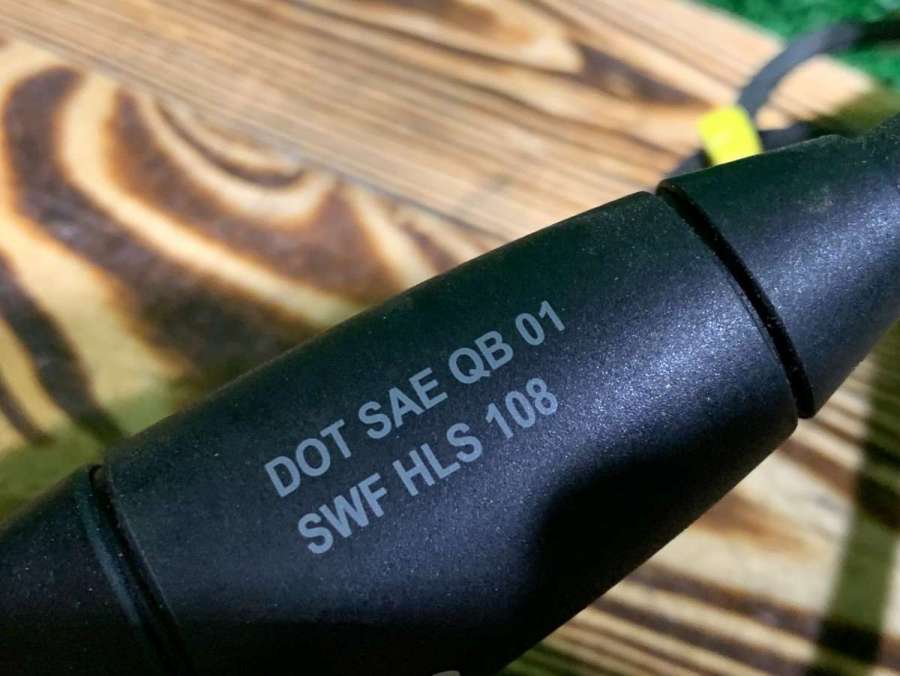 DOT SAE QB 01
SWF HLS 108